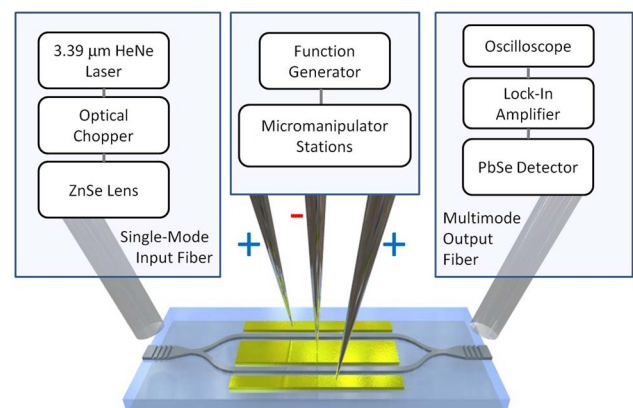 3.39 μm HeNe
Laser
Optical
Chopper
ZnSe Lens
Single-Mode
Input Fiber
Function
Generator
Micromanipulator
Stations
+
-
+
Oscilloscope
Lock-In
Amplifier
PbSe Detector
Multimode
Output
Fiber